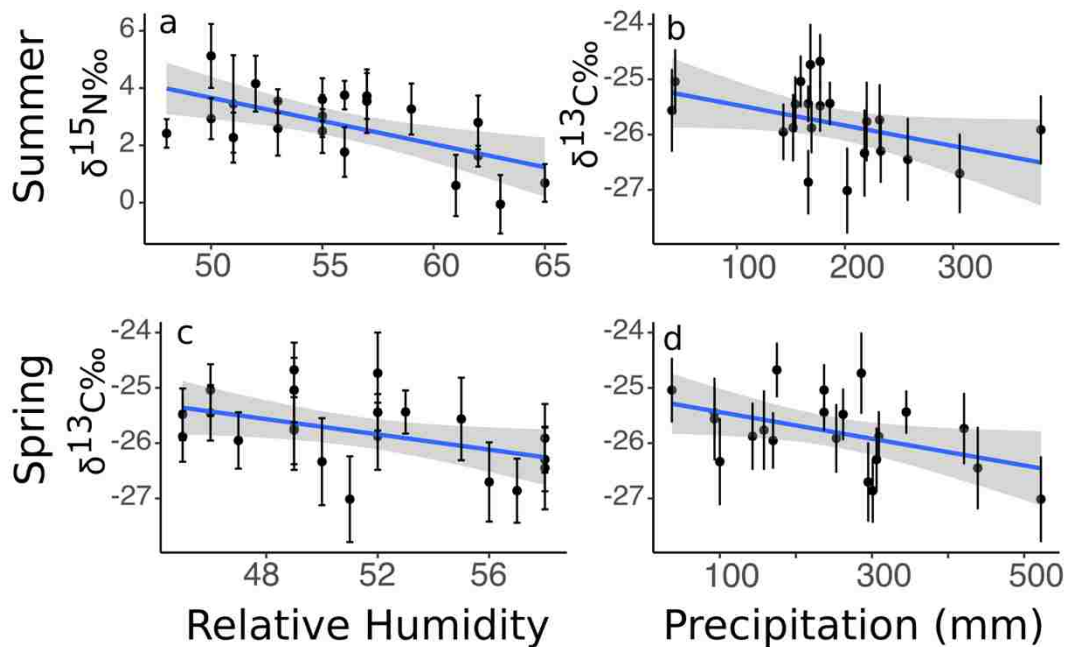 Summer
δ15N‰
a
6
4
2
0
50
55
60
65
δ13C‰
b
-24
-25
-26
-27
100
200
300
Spring
δ13C‰
c
-24
-25
-26
-27
48
52
56
Relative Humidity
d
-24
-25
-26
-27
100
300
500
Precipitation (mm)